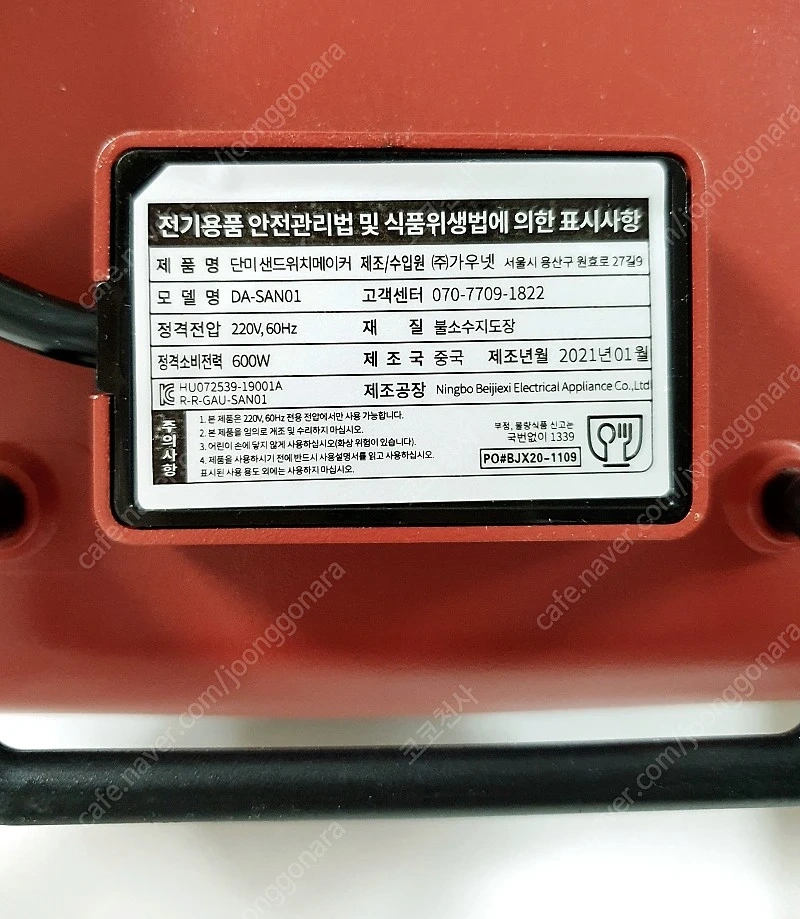 전기용품 안전관리법 및 식품위생법에 의한 표시사항
제 품 명 단미 샌드위치메이커 제조/수입원 (주)가우넷 서울시 용산구 원효로 27길9
모 델 명 DA-SAN01 고객센터 070-7709-1822
정격전압 220V, 60Hz 재 질 불소수지도장
정격소비전력 600W 제 조 국 중국 제조년월 2021년01월
HU072539-19001A
R-R-GAU-SAN01
제조공장 Ningbo Beijiexi Electrical Appliance Co.,Ltd
주의사항
1. 본 제품은 220V, 60Hz 전용 전압에서만 사용 가능합니다.
2. 본 제품을 임의로 개조 및 수리하지 마십시오.
3. 어린이 손에 닿지 않게 사용하십시오(화상 위험이 있습니다).
4. 제품을 사용하시기 전에 반드시 사용설명서를 읽고 사용하십시오.
표시된 사용 용도 외에는 사용하지 마십시오.
부정, 불량식품 신고는
국번없이 1339
PO#BJX20-1109
cafe.naver.com/joonggonara
코코천사